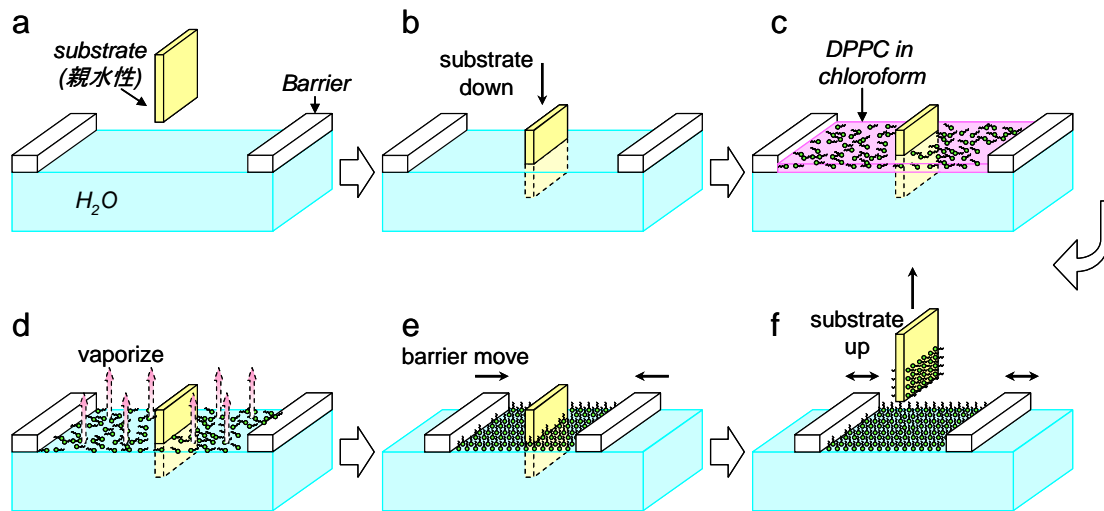 a
substrate
(親水性)
Barrier
H₂O
b
substrate
down
c
DPPC in
chloroform
d
vaporize
e
barrier move
f
substrate
up